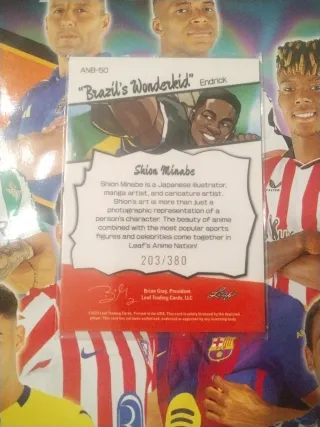 ANB-50
"Brazil's Wonderkid" Endrick
Shion Minabe
Shion Minabe is a Japanese illustrator,
manga artist, and caricature artist.
Shion's art is more than just a
photographic representation of a
person's character. The beauty of anime
combined with the most popular sports
figures and celebrities come together in
Leaf's Anime Nation!
203/380
Brian Gray, President
Leaf Trading Cards, LLC
Leaf